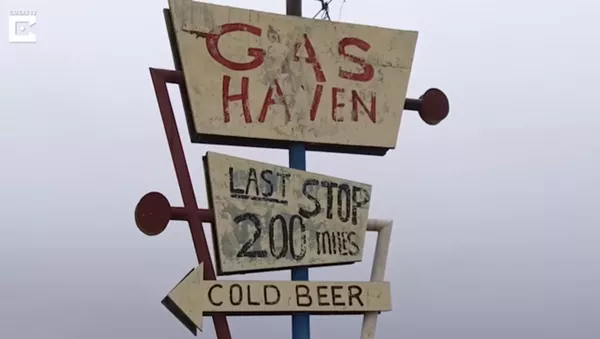 GAS
HAVEN
LAST STOP
200 MILES
COLD BEER